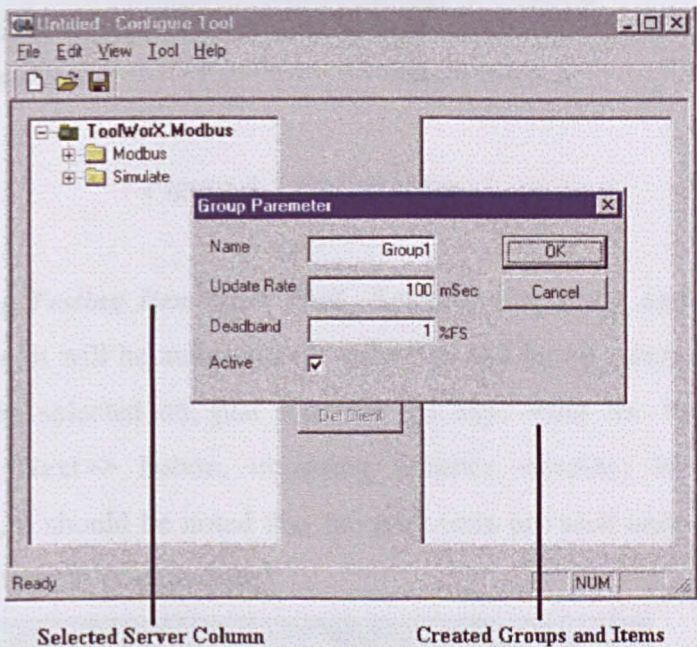 Untitled - Configure Tool
File Edit View Tool Help
ToolWorX.Modbus
Modbus
Simulate
Group Paremeter
Name Group1
Update Rate 100 mSec
Deadband 1 %FS
Active
OK
Cancel
Del Client
Ready
NUM
Selected Server Column
Created Groups and Items